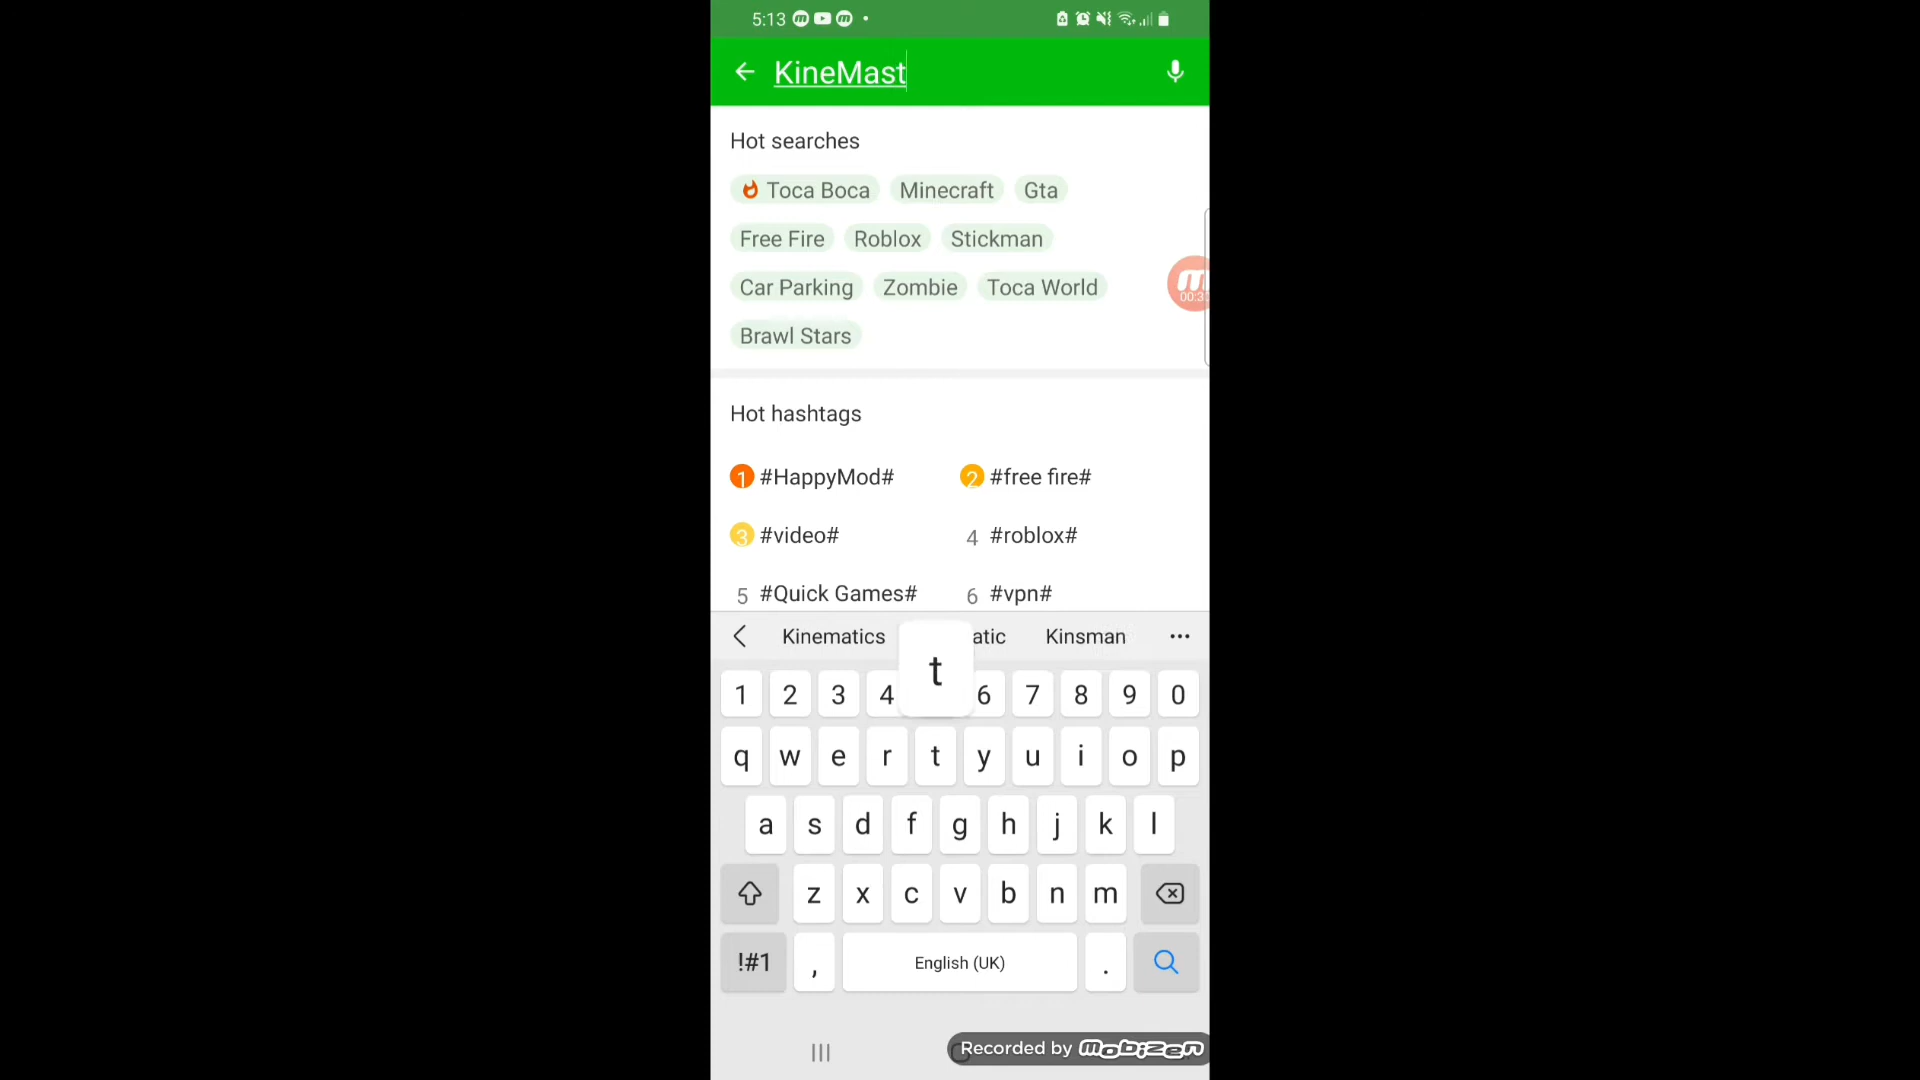 5:13
KineMast
Hot searches
Toca Boca Minecraft Gta
Free Fire Roblox Stickman
Car Parking Zombie Toca World
Brawl Stars
Hot hashtags
1 #HappyMod# 2 #free fire#
3 #video# 4 #roblox#
5 #Quick Games# 6 #vpn#
Kinematics atic Kinsman
t
1 2 3 4 6 7 8 9 0
q w e r t y u i o p
a s d f g h j k l
z x c v b n m
!#1 , English (UK) .
Recorded by mobizen